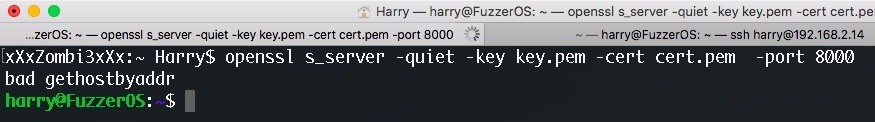 Harry — harry@FuzzerOS: ~ — openssl s_server -quiet -key key.pem -cert cert.pe
...zerOS: ~ — openssl s_server -quiet -key key.pem -cert cert.pem -port 8000
~ — harry@FuzzerOS: ~ — ssh harry@192.168.2.14
[xXxZombi3xXx:~ Harry$ openssl s_server -quiet -key key.pem -cert cert.pem  -port 8000
bad gethostbyaddr
harry@FuzzerOS:~$